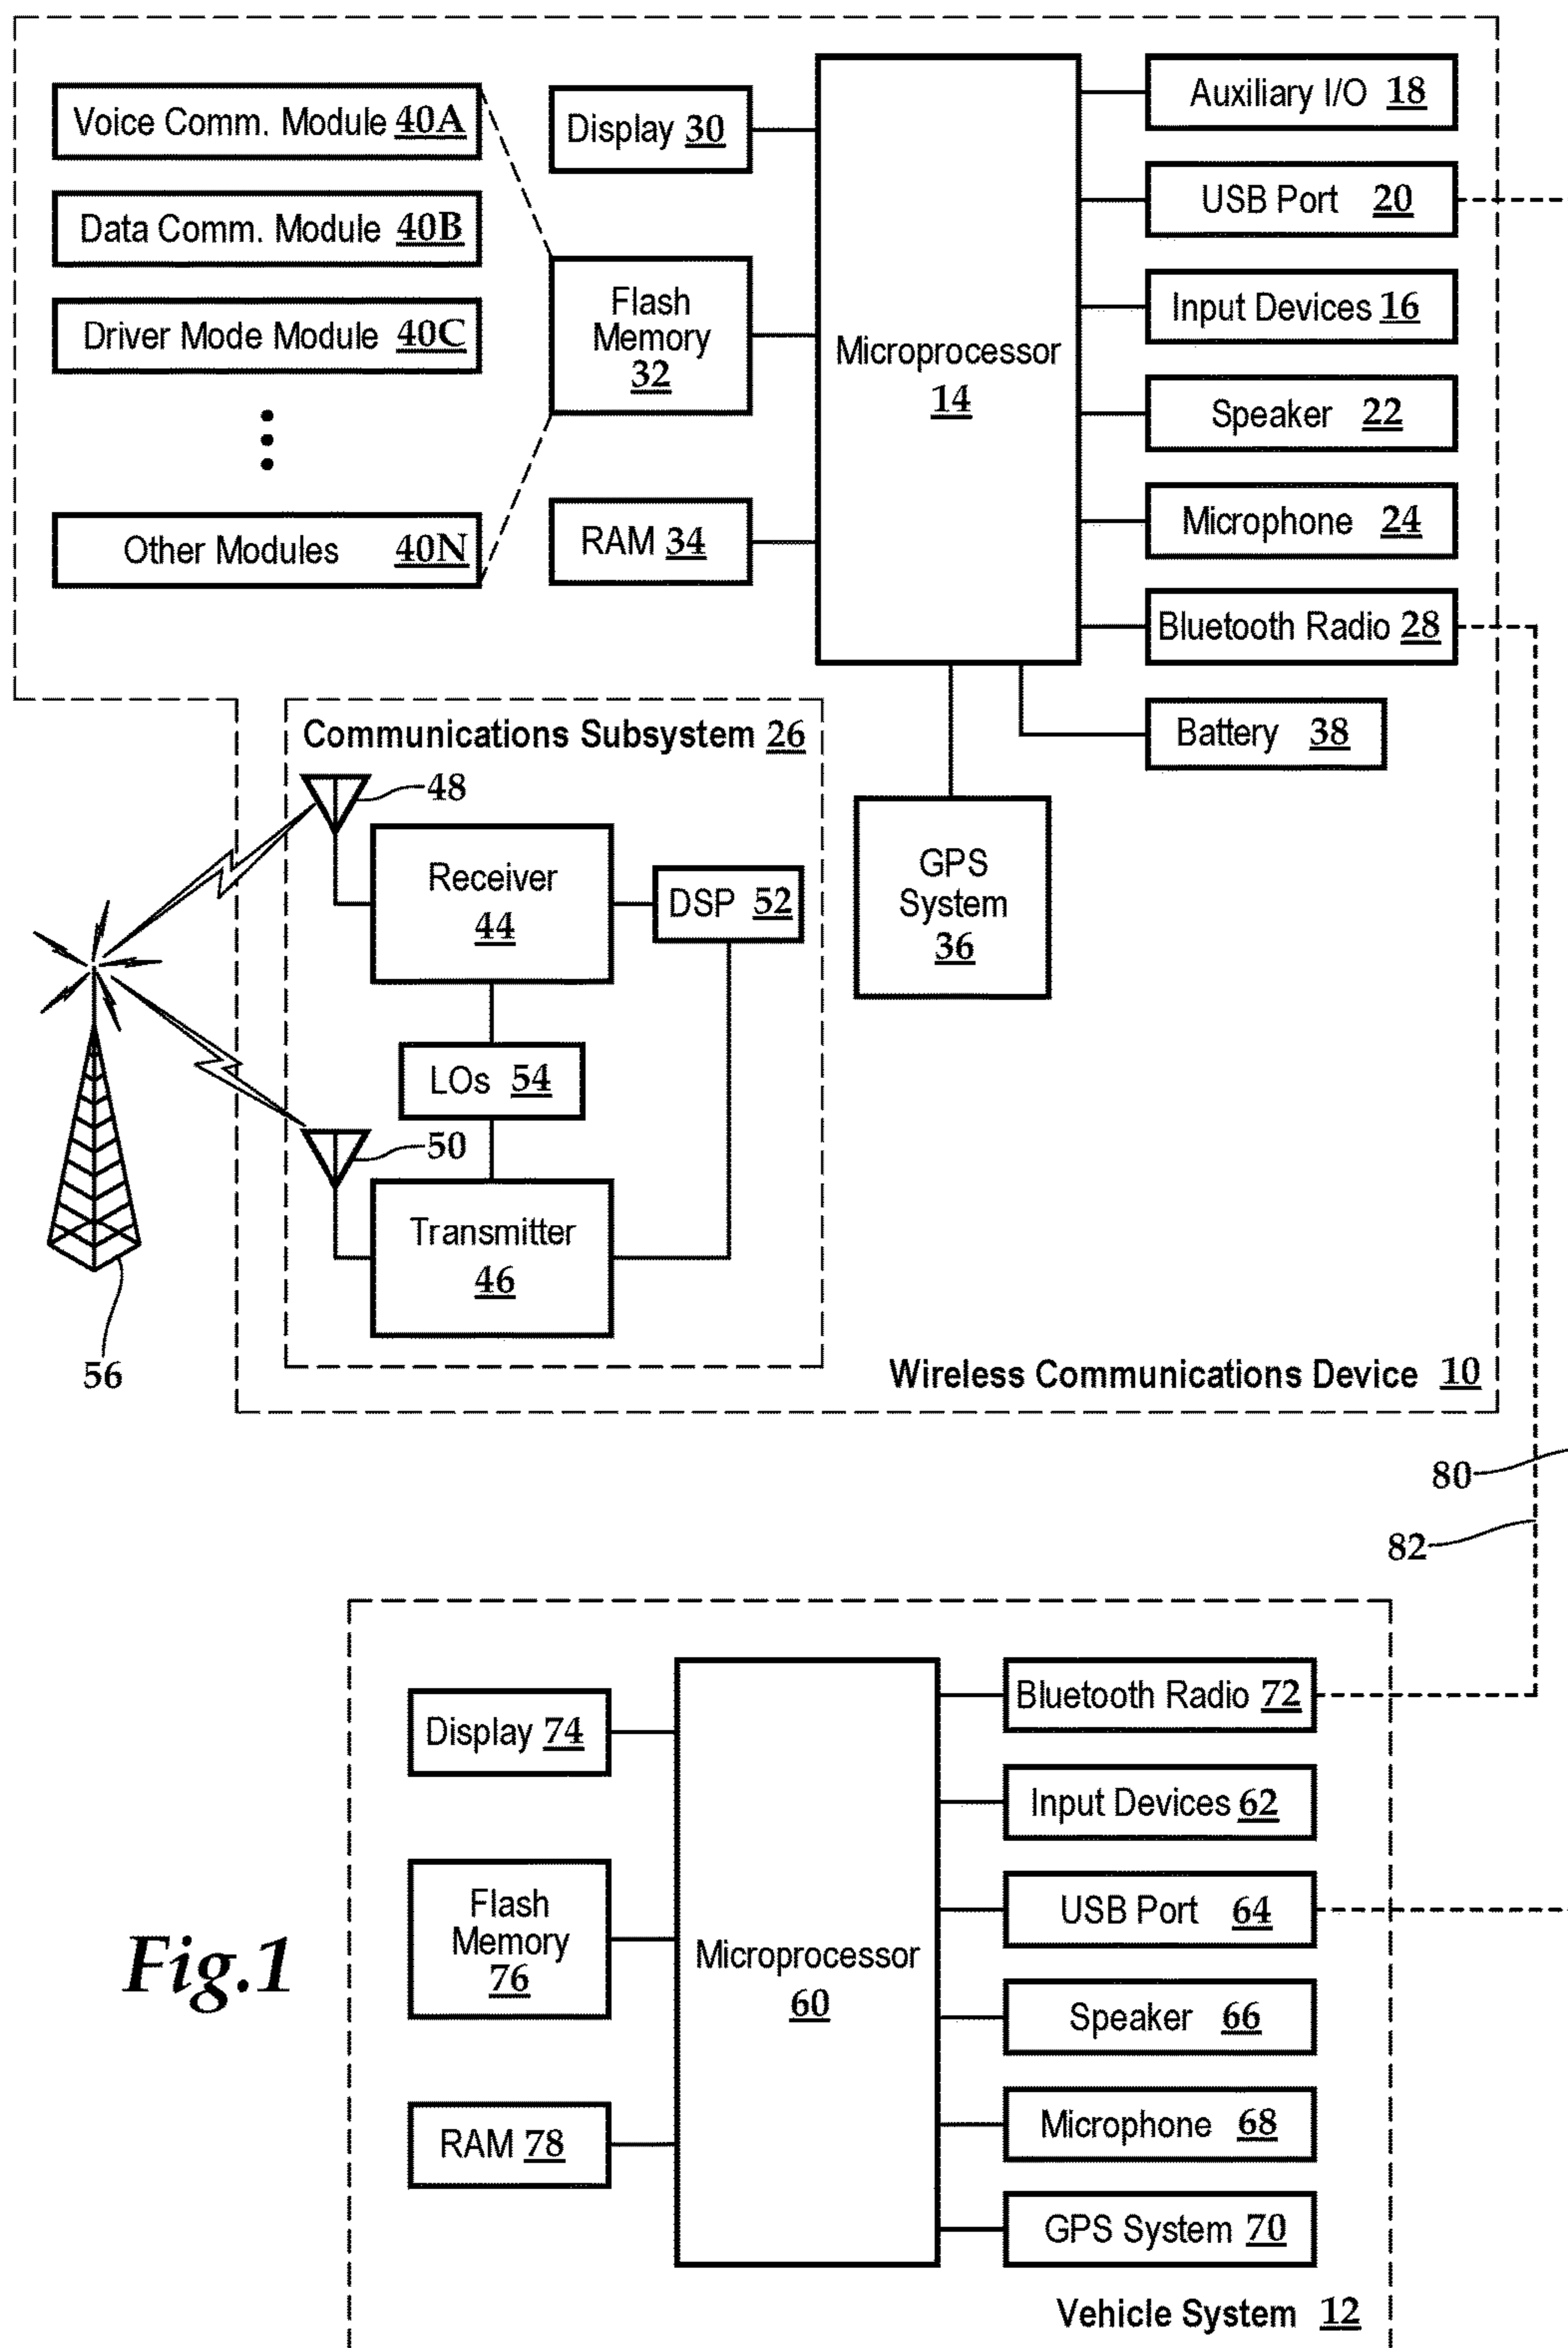 Voice Comm. Module 40A
Data Comm. Module 40B
Driver Mode Module 40C
Other Modules 40N
Display 30
Flash
Memory
32
RAM 34
Microprocessor
14
Auxiliary I/O 18
USB Port 20
Input Devices 16
Speaker 22
Microphone 24
Bluetooth Radio 28
Battery 38
GPS
System
36
Communications Subsystem 26
48
Receiver
44
DSP 52
LOs 54
50
Transmitter
46
56
Wireless Communications Device 10
80
82
Display 74
Flash
Memory
76
RAM 78
Microprocessor
60
Bluetooth Radio 72
Input Devices 62
USB Port 64
Speaker 66
Microphone 68
GPS System 70
Vehicle System 12
Fig.1